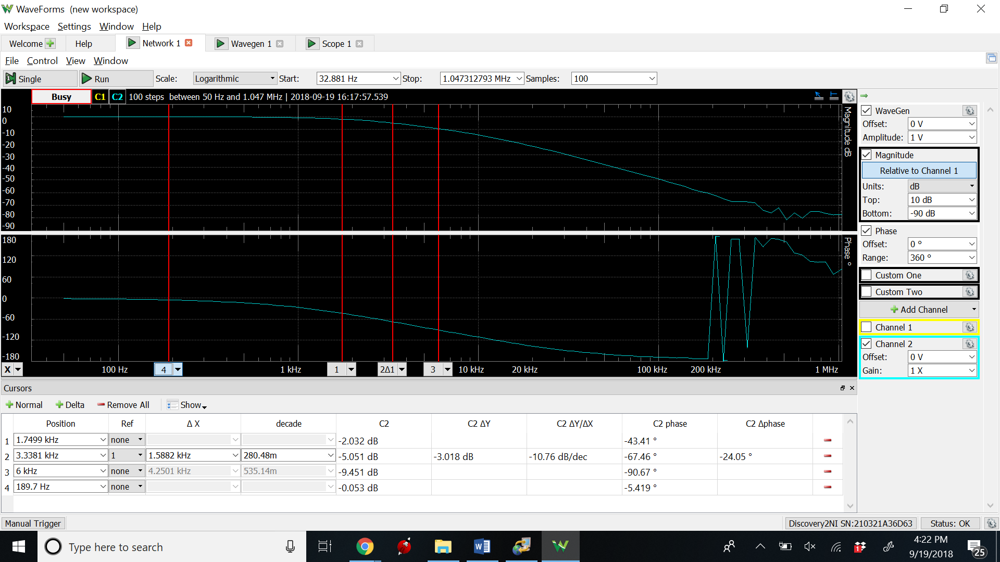 WaveForms (new workspace)
Workspace Settings Window Help
Welcome Help Network 1 Wavegen 1 Scope 1
File Control View Window
Single Run Scale: Logarithmic Start: 32.881 Hz Stop: 1.047312793 MHz Samples: 100
Busy C1 C2 100 steps between 50 Hz and 1.047 MHz | 2018-09-19 16:17:57.539
10
0
-10
-20
-30
-40
-50
-60
-70
-80
-90
Magnitude dB
180
120
60
0
-60
-120
-180
Phase °
X 100 Hz 4 1 kHz 1 2Δ1 3 10 kHz 20 kHz 100 kHz 200 kHz 1 MHz
WaveGen
Offset: 0 V
Amplitude: 1 V
Magnitude
Relative to Channel 1
Units: dB
Top: 10 dB
Bottom: -90 dB
Phase
Offset: 0 °
Range: 360 °
Custom One
Custom Two
Add Channel
Channel 1
Channel 2
Offset: 0 V
Gain: 1 X
Cursors
Normal Delta Remove All Show
Position Ref Δ X decade C2 C2 ΔY C2 ΔY/ΔX C2 phase C2 Δphase
1 1.7499 kHz none -2.032 dB -43.41 °
2 3.3381 kHz 1 1.5882 kHz 280.48m -5.051 dB -3.018 dB -10.76 dB/dec -67.46 ° -24.05 °
3 6 kHz none 4.2501 kHz 535.14m -9.451 dB -90.67 °
4 189.7 Hz none -0.053 dB -5.419 °
Manual Trigger Discovery2NI SN:210321A36D63 Status: OK
Type here to search
1
4:22 PM
9/19/2018
25